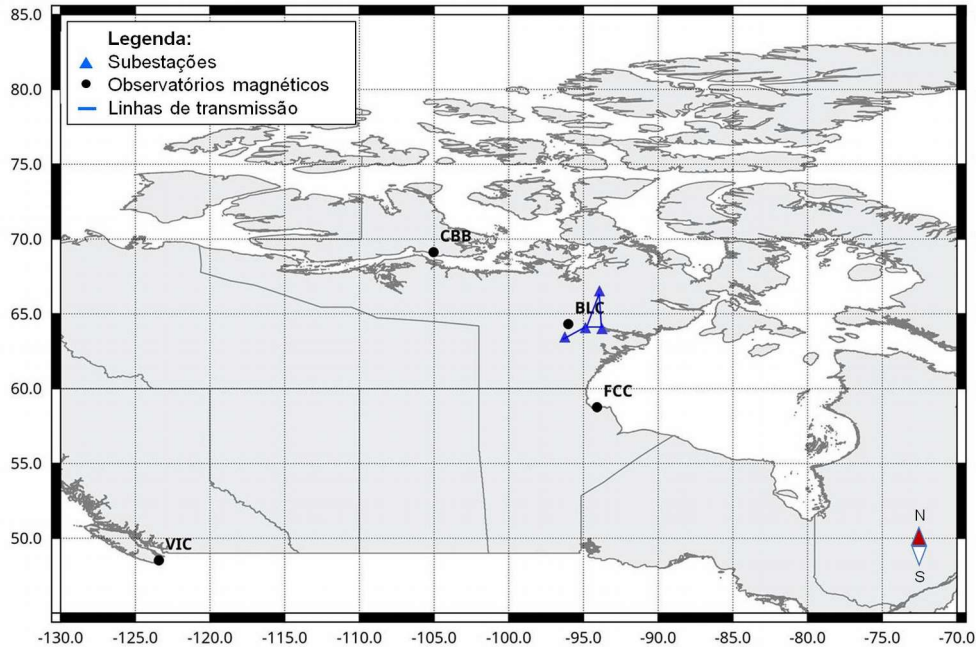 85.0
Legenda:
Subestações
Observatórios magnéticos
Linhas de transmissão
80.0
75.0
70.0
CBB
65.0
BLC
60.0
FCC
55.0
50.0
VIC
N
S
-130.0 -125.0 -120.0 -115.0 -110.0 -105.0 -100.0 -95.0 -90.0 -85.0 -80.0 -75.0 -70.0